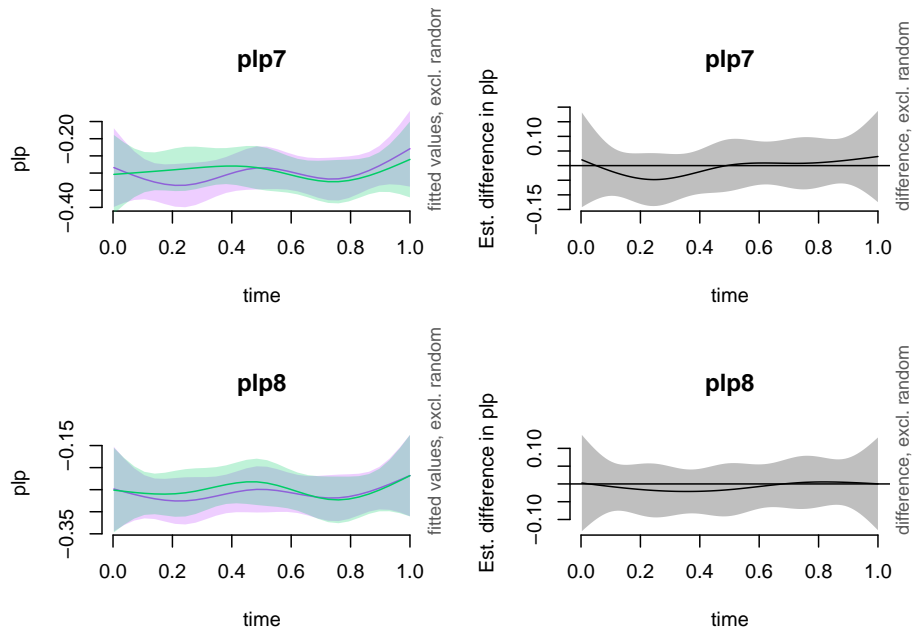 plp7
plp
−0.20
−0.40
0.0 0.2 0.4 0.6 0.8 1.0
time
fitted values, excl. random
plp7
Est. difference in plp
0.10
−0.15
0.0 0.2 0.4 0.6 0.8 1.0
time
difference, excl. random
plp8
plp
−0.15
−0.35
0.0 0.2 0.4 0.6 0.8 1.0
time
fitted values, excl. random
plp8
Est. difference in plp
0.10
−0.10
0.0 0.2 0.4 0.6 0.8 1.0
time
difference, excl. random